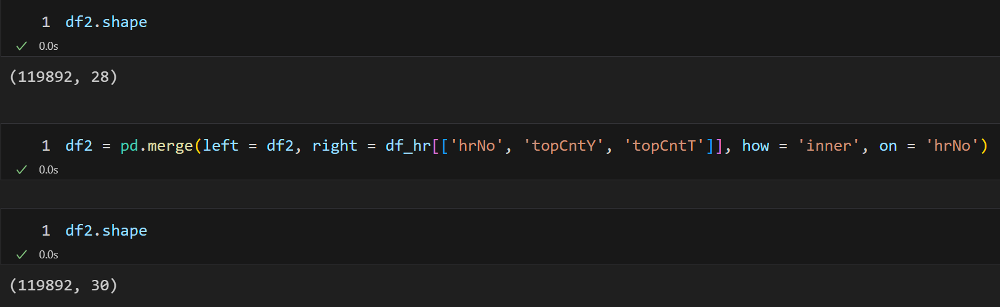 1 df2.shape
0.0s
(119892, 28)
1 df2 = pd.merge(left = df2, right = df_hr[['hrNo', 'topCntY', 'topCntT']], how = 'inner', on = 'hrNo')
0.0s
1 df2.shape
0.0s
(119892, 30)